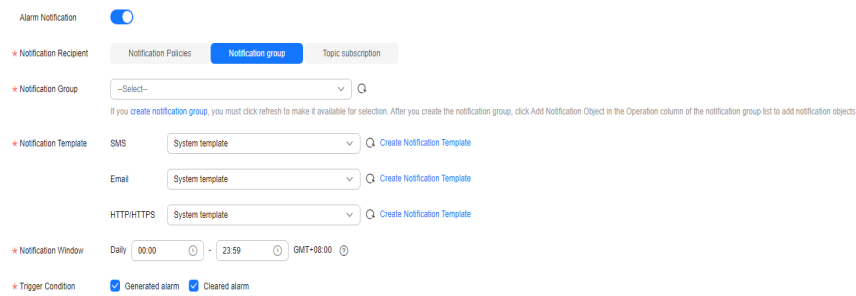 Alarm Notification
* Notification Recipient Notification Policies Notification group Topic subscription
* Notification Group --Select--
If you create notification group, you must click refresh to make it available for selection. After you create the notification group, click Add Notification Object in the Operation column of the notification group list to add notification objects
* Notification Template SMS System template Create Notification Template
Email System template Create Notification Template
HTTP/HTTPS System template Create Notification Template
* Notification Window Daily 00:00 - 23:59 GMT+08:00 ?
* Trigger Condition Generated alarm Cleared alarm